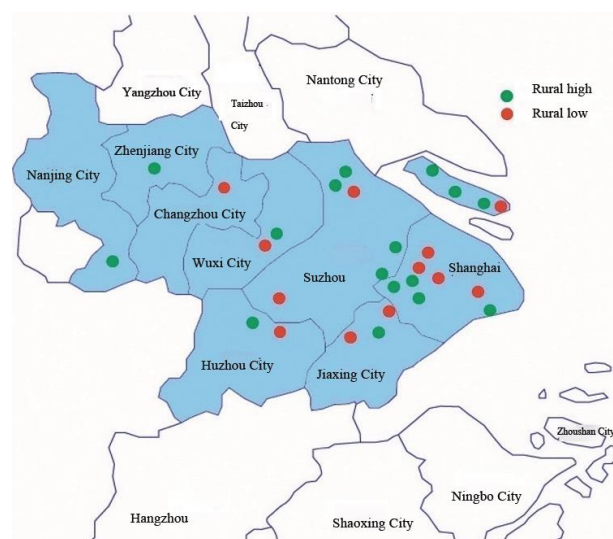 Nantong City
Yangzhou City
Taizhou
City
Rural high
Rural low
Zhenjiang City
Nanjing City
Changzhou City
Wuxi City
Suzhou
Shanghai
Huzhou City
Jiaxing City
Zhoushan City
Ningbo City
Hangzhou
Shaoxing City